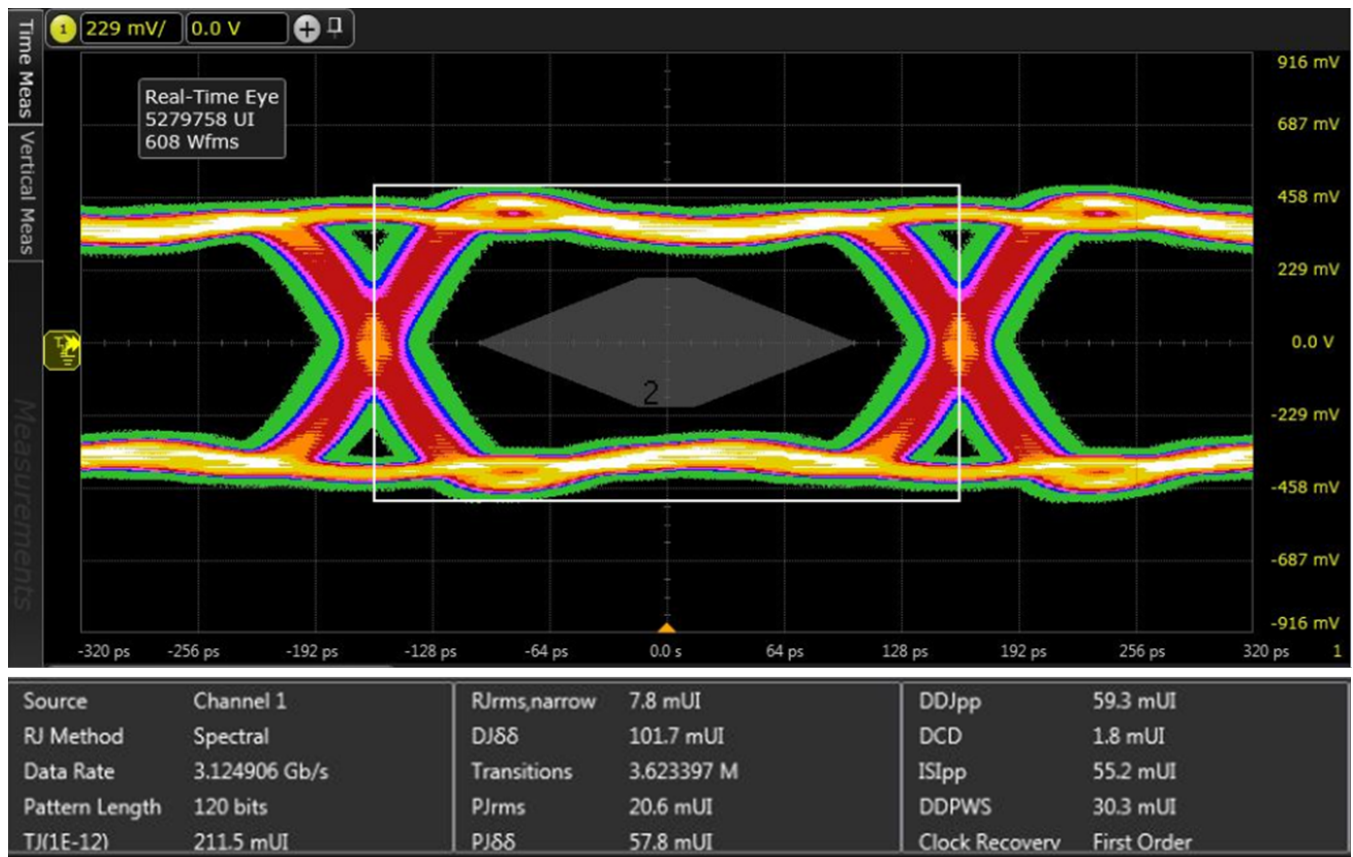 Time Meas
Vertical Meas
Measurements
1 229 mV/ 0.0 V
Real-Time Eye
5279758 UI
608 Wfms
916 mV
687 mV
458 mV
229 mV
0.0 V
-229 mV
-458 mV
-687 mV
-916 mV
2
-320 ps -256 ps -192 ps -128 ps -64 ps 0.0 s 64 ps 128 ps 192 ps 256 ps 320 ps 1
Source Channel 1
RJ Method Spectral
Data Rate 3.124906 Gb/s
Pattern Length 120 bits
TJ(1E-12) 211.5 mUI
RJrms,narrow 7.8 mUI
DJδδ 101.7 mUI
Transitions 3.623397 M
PJrms 20.6 mUI
PJδδ 57.8 mUI
DDJpp 59.3 mUI
DCD 1.8 mUI
ISIpp 55.2 mUI
DDPWS 30.3 mUI
Clock Recovery First Order